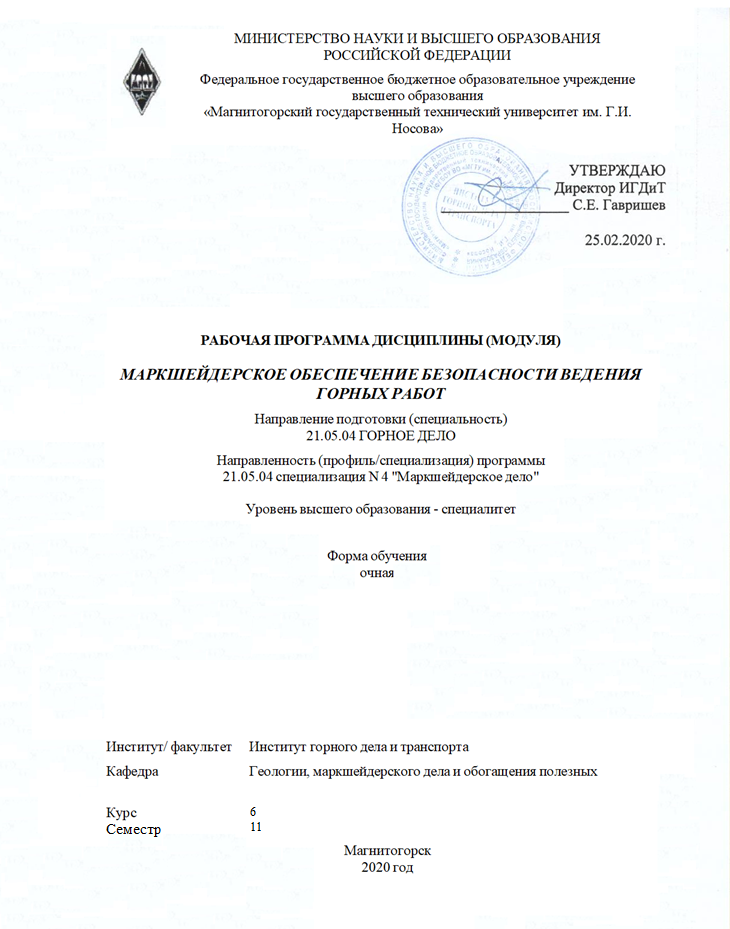 МИНИСТЕРСТВО НАУКИ И ВЫСШЕГО ОБРАЗОВАНИЯ
РОССИЙСКОЙ ФЕДЕРАЦИИ
Федеральное государственное бюджетное образовательное учреждение
высшего образования
«Магнитогорский государственный технический университет им. Г.И.
Носова»
УТВЕРЖДАЮ
Директор ИГДиТ
С.Е. Гавришев
25.02.2020 г.
ИНСТИТУТ
ГОРНОГО ДЕЛА
И ТРАНСПОРТА
РАБОЧАЯ ПРОГРАММА ДИСЦИПЛИНЫ (МОДУЛЯ)
МАРКШЕЙДЕРСКОЕ ОБЕСПЕЧЕНИЕ БЕЗОПАСНОСТИ ВЕДЕНИЯ
ГОРНЫХ РАБОТ
Направление подготовки (специальность)
21.05.04 ГОРНОЕ ДЕЛО
Направленность (профиль/специализация) программы
21.05.04 специализация N 4 "Маркшейдерское дело"
Уровень высшего образования - специалитет
Форма обучения
очная
Институт/ факультет Институт горного дела и транспорта
Кафедра Геологии, маркшейдерского дела и обогащения полезных
Курс 6
Семестр 11
Магнитогорск
2020 год